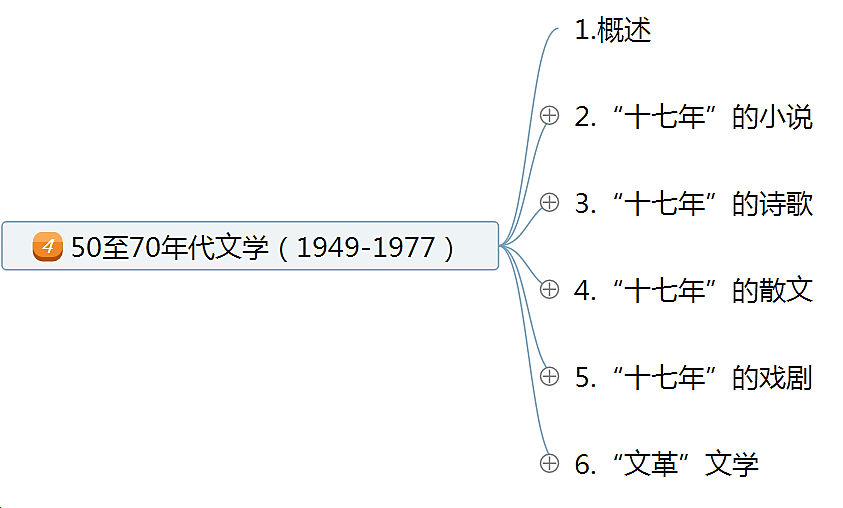 1.概述
2.“十七年”的小说
3.“十七年”的诗歌
4 50至70年代文学（1949-1977）
4.“十七年”的散文
5.“十七年”的戏剧
6.“文革”文学